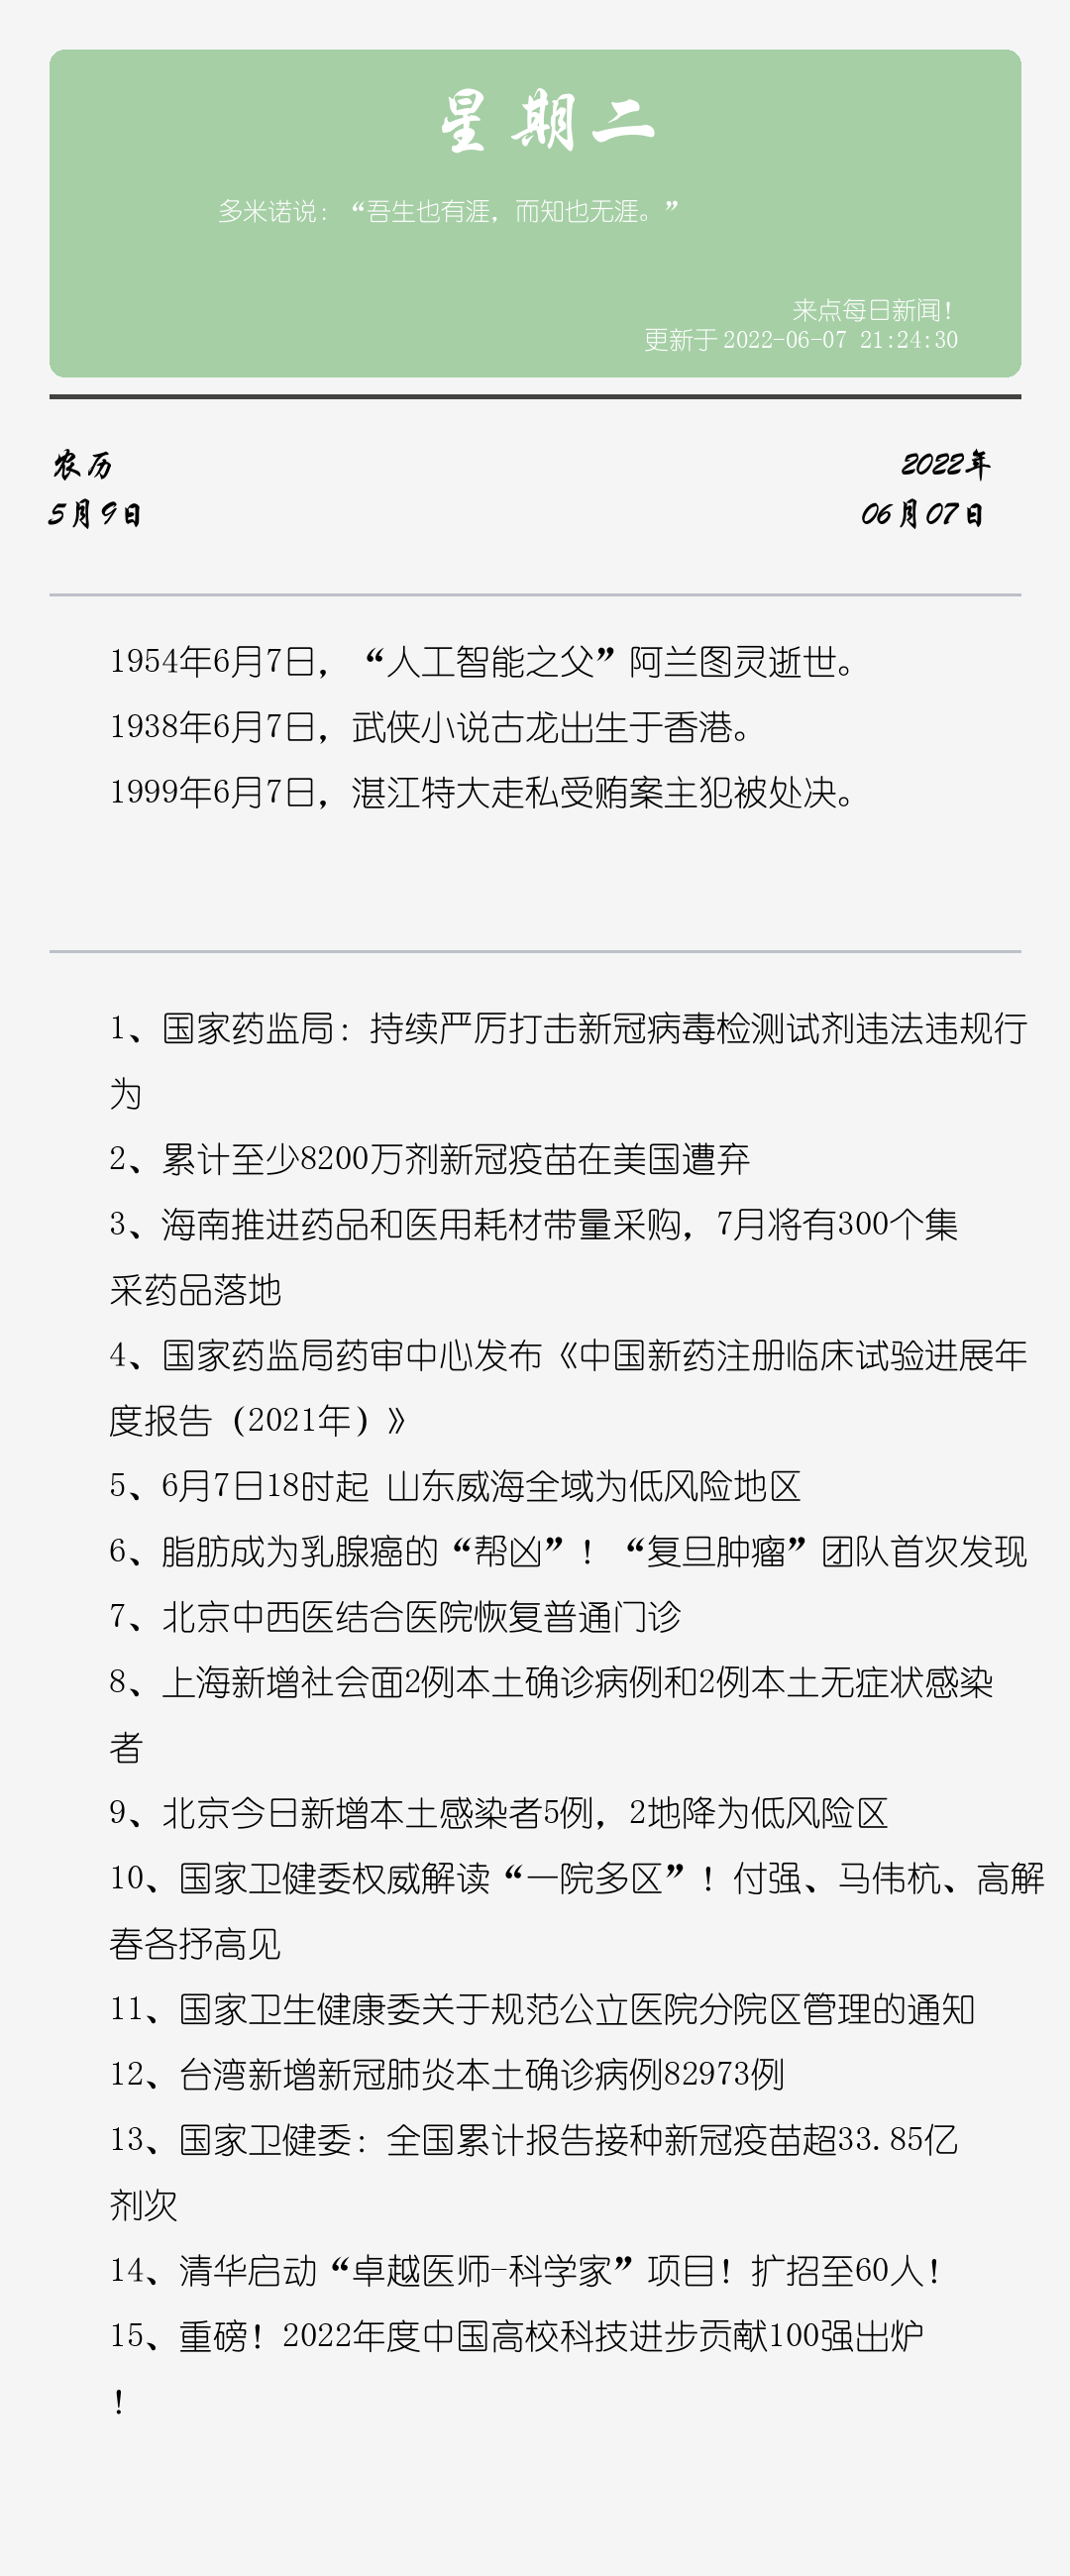 星期二
多米诺说：“吾生也有涯，而知也无涯。”
来点每日新闻！
更新于 2022-06-07 21:24:30
农历
2022年
5月9日
06月07日
1954年6月7日，“人工智能之父”阿兰图灵逝世。
1938年6月7日，武侠小说古龙出生于香港。
1999年6月7日，湛江特大走私受贿案主犯被处决。
1、国家药监局：持续严厉打击新冠病毒检测试剂违法违规行
为
2、累计至少8200万剂新冠疫苗在美国遭弃
3、海南推进药品和医用耗材带量采购，7月将有300个集
采药品落地
4、国家药监局药审中心发布《中国新药注册临床试验进展年
度报告（2021年）》
5、6月7日18时起 山东威海全域为低风险地区
6、脂肪成为乳腺癌的“帮凶”！“复旦肿瘤”团队首次发现
7、北京中西医结合医院恢复普通门诊
8、上海新增社会面2例本土确诊病例和2例本土无症状感染
者
9、北京今日新增本土感染者5例，2地降为低风险区
10、国家卫健委权威解读“一院多区”！付强、马伟杭、高解
春各抒高见
11、国家卫生健康委关于规范公立医院分院区管理的通知
12、台湾新增新冠肺炎本土确诊病例82973例
13、国家卫健委：全国累计报告接种新冠疫苗超33.85亿
剂次
14、清华启动“卓越医师-科学家”项目！扩招至60人！
15、重磅！2022年度中国高校科技进步贡献100强出炉
！